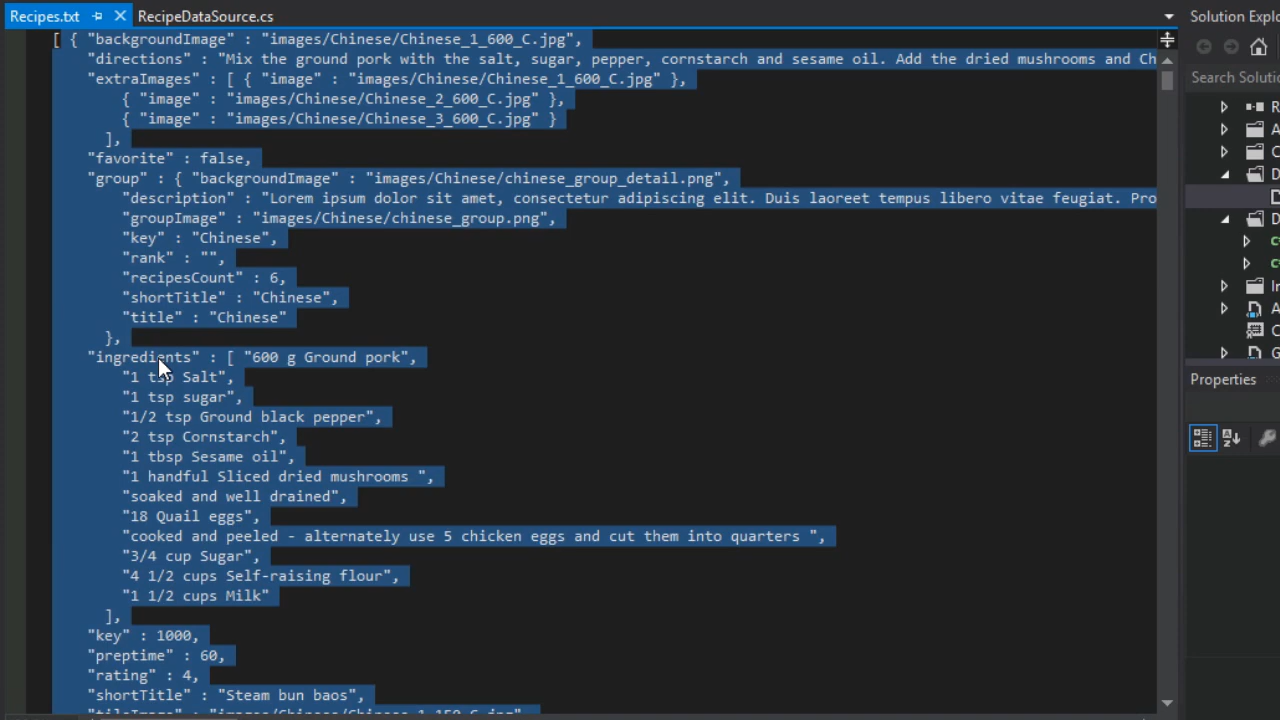 Recipes.txt RecipeDataSource.cs Solution Explo
[ { "backgroundImage" : "images/Chinese/Chinese_1_600_C.jpg",
"directions" : "Mix the ground pork with the salt, sugar, pepper, cornstarch and sesame oil. Add the dried mushrooms and Ch
"extraImages" : [ { "image" : "images/Chinese/Chinese_1_600_C.jpg" },
{ "image" : "images/Chinese/Chinese_2_600_C.jpg" },
{ "image" : "images/Chinese/Chinese_3_600_C.jpg" }
],
"favorite" : false,
"group" : { "backgroundImage" : "images/Chinese/chinese_group_detail.png",
"description" : "Lorem ipsum dolor sit amet, consectetur adipiscing elit. Duis laoreet tempus libero vitae feugiat. Pro
"groupImage" : "images/Chinese/chinese_group.png",
"key" : "Chinese",
"rank" : "",
"recipesCount" : 6,
"shortTitle" : "Chinese",
"title" : "Chinese"
},
"ingredients" : [ "600 g Ground pork",
"1 tsp Salt",
"1 tsp sugar",
"1/2 tsp Ground black pepper",
"2 tsp Cornstarch",
"1 tbsp Sesame oil",
"1 handful Sliced dried mushrooms ",
"soaked and well drained",
"18 Quail eggs",
"cooked and peeled - alternately use 5 chicken eggs and cut them into quarters ",
"3/4 cup Sugar",
"4 1/2 cups Self-raising flour",
"1 1/2 cups Milk"
],
"key" : 1000,
"preptime" : 60,
"rating" : 4,
"shortTitle" : "Steam bun baos",
"tileImage" : "images/Chinese/Chinese_1_150_C.jpg",
Search Solutio
Properties